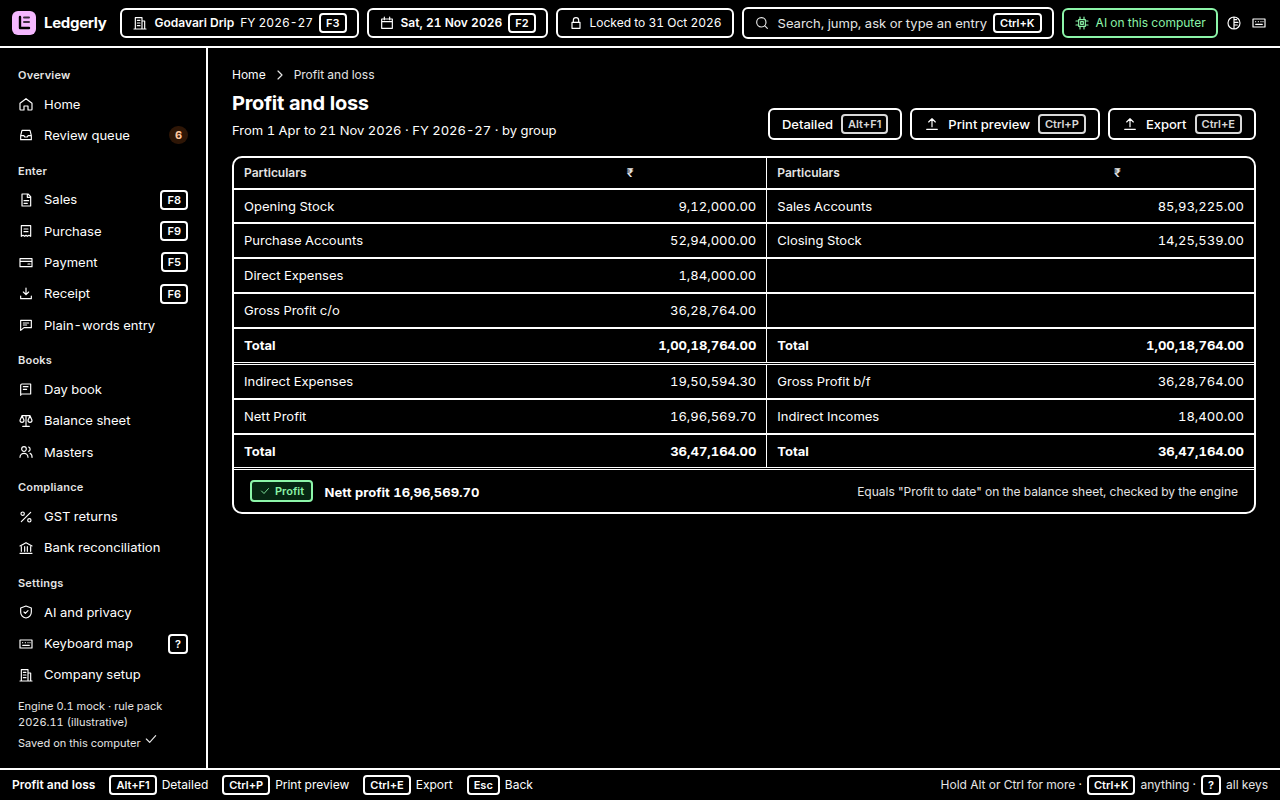 Ledgerly
Godavari Drip FY 2026-27 F3
Sat, 21 Nov 2026 F2
Locked to 31 Oct 2026
Search, jump, ask or type an entry Ctrl+K
AI on this computer
Overview
Home
Review queue 6
Enter
Sales F8
Purchase F9
Payment F5
Receipt F6
Plain-words entry
Books
Day book
Balance sheet
Masters
Compliance
GST returns
Bank reconciliation
Settings
AI and privacy
Keyboard map ?
Company setup
Engine 0.1 mock · rule pack
2026.11 (illustrative)
Saved on this computer
Home > Profit and loss
Profit and loss
From 1 Apr to 21 Nov 2026 · FY 2026-27 · by group
Detailed Alt+F1
Print preview Ctrl+P
Export Ctrl+E
Particulars ₹ Particulars ₹
Opening Stock 9,12,000.00 Sales Accounts 85,93,225.00
Purchase Accounts 52,94,000.00 Closing Stock 14,25,539.00
Direct Expenses 1,84,000.00
Gross Profit c/o 36,28,764.00
Total 1,00,18,764.00 Total 1,00,18,764.00
Indirect Expenses 19,50,594.30 Gross Profit b/f 36,28,764.00
Nett Profit 16,96,569.70 Indirect Incomes 18,400.00
Total 36,47,164.00 Total 36,47,164.00
Profit Nett profit 16,96,569.70 Equals "Profit to date" on the balance sheet, checked by the engine
Profit and loss Alt+F1 Detailed Ctrl+P Print preview Ctrl+E Export Esc Back
Hold Alt or Ctrl for more · Ctrl+K anything · ? all keys